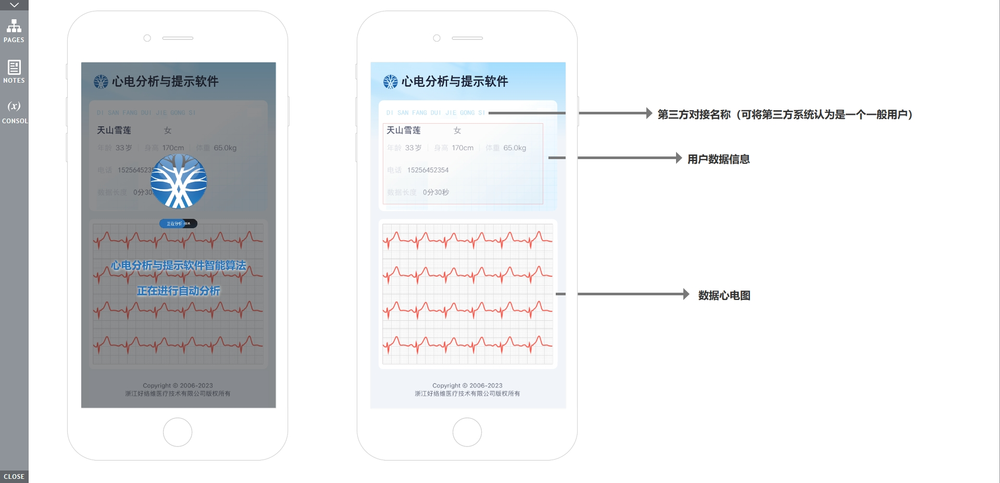 PAGES
NOTES
(x)
CONSOL
CLOSE
心电分析与提示软件
DI SAN FANG DUI JIE GONG SI
天山雪莲 女
年龄 33岁 身高 170cm 体重 65.0kg
电话 152564523
数据长度 0分30
正在分析
心电分析与提示软件智能算法
正在进行自动分析
Copyright © 2006-2023
浙江好络维医疗技术有限公司版权所有
心电分析与提示软件
DI SAN FANG DUI JIE GONG SI
天山雪莲 女
年龄 33岁 身高 170cm 体重 65.0kg
电话 15256452354
数据长度 0分30秒
Copyright © 2006-2023
浙江好络维医疗技术有限公司版权所有
第三方对接名称（可将第三方系统认为是一个一般用户）
用户数据信息
数据心电图